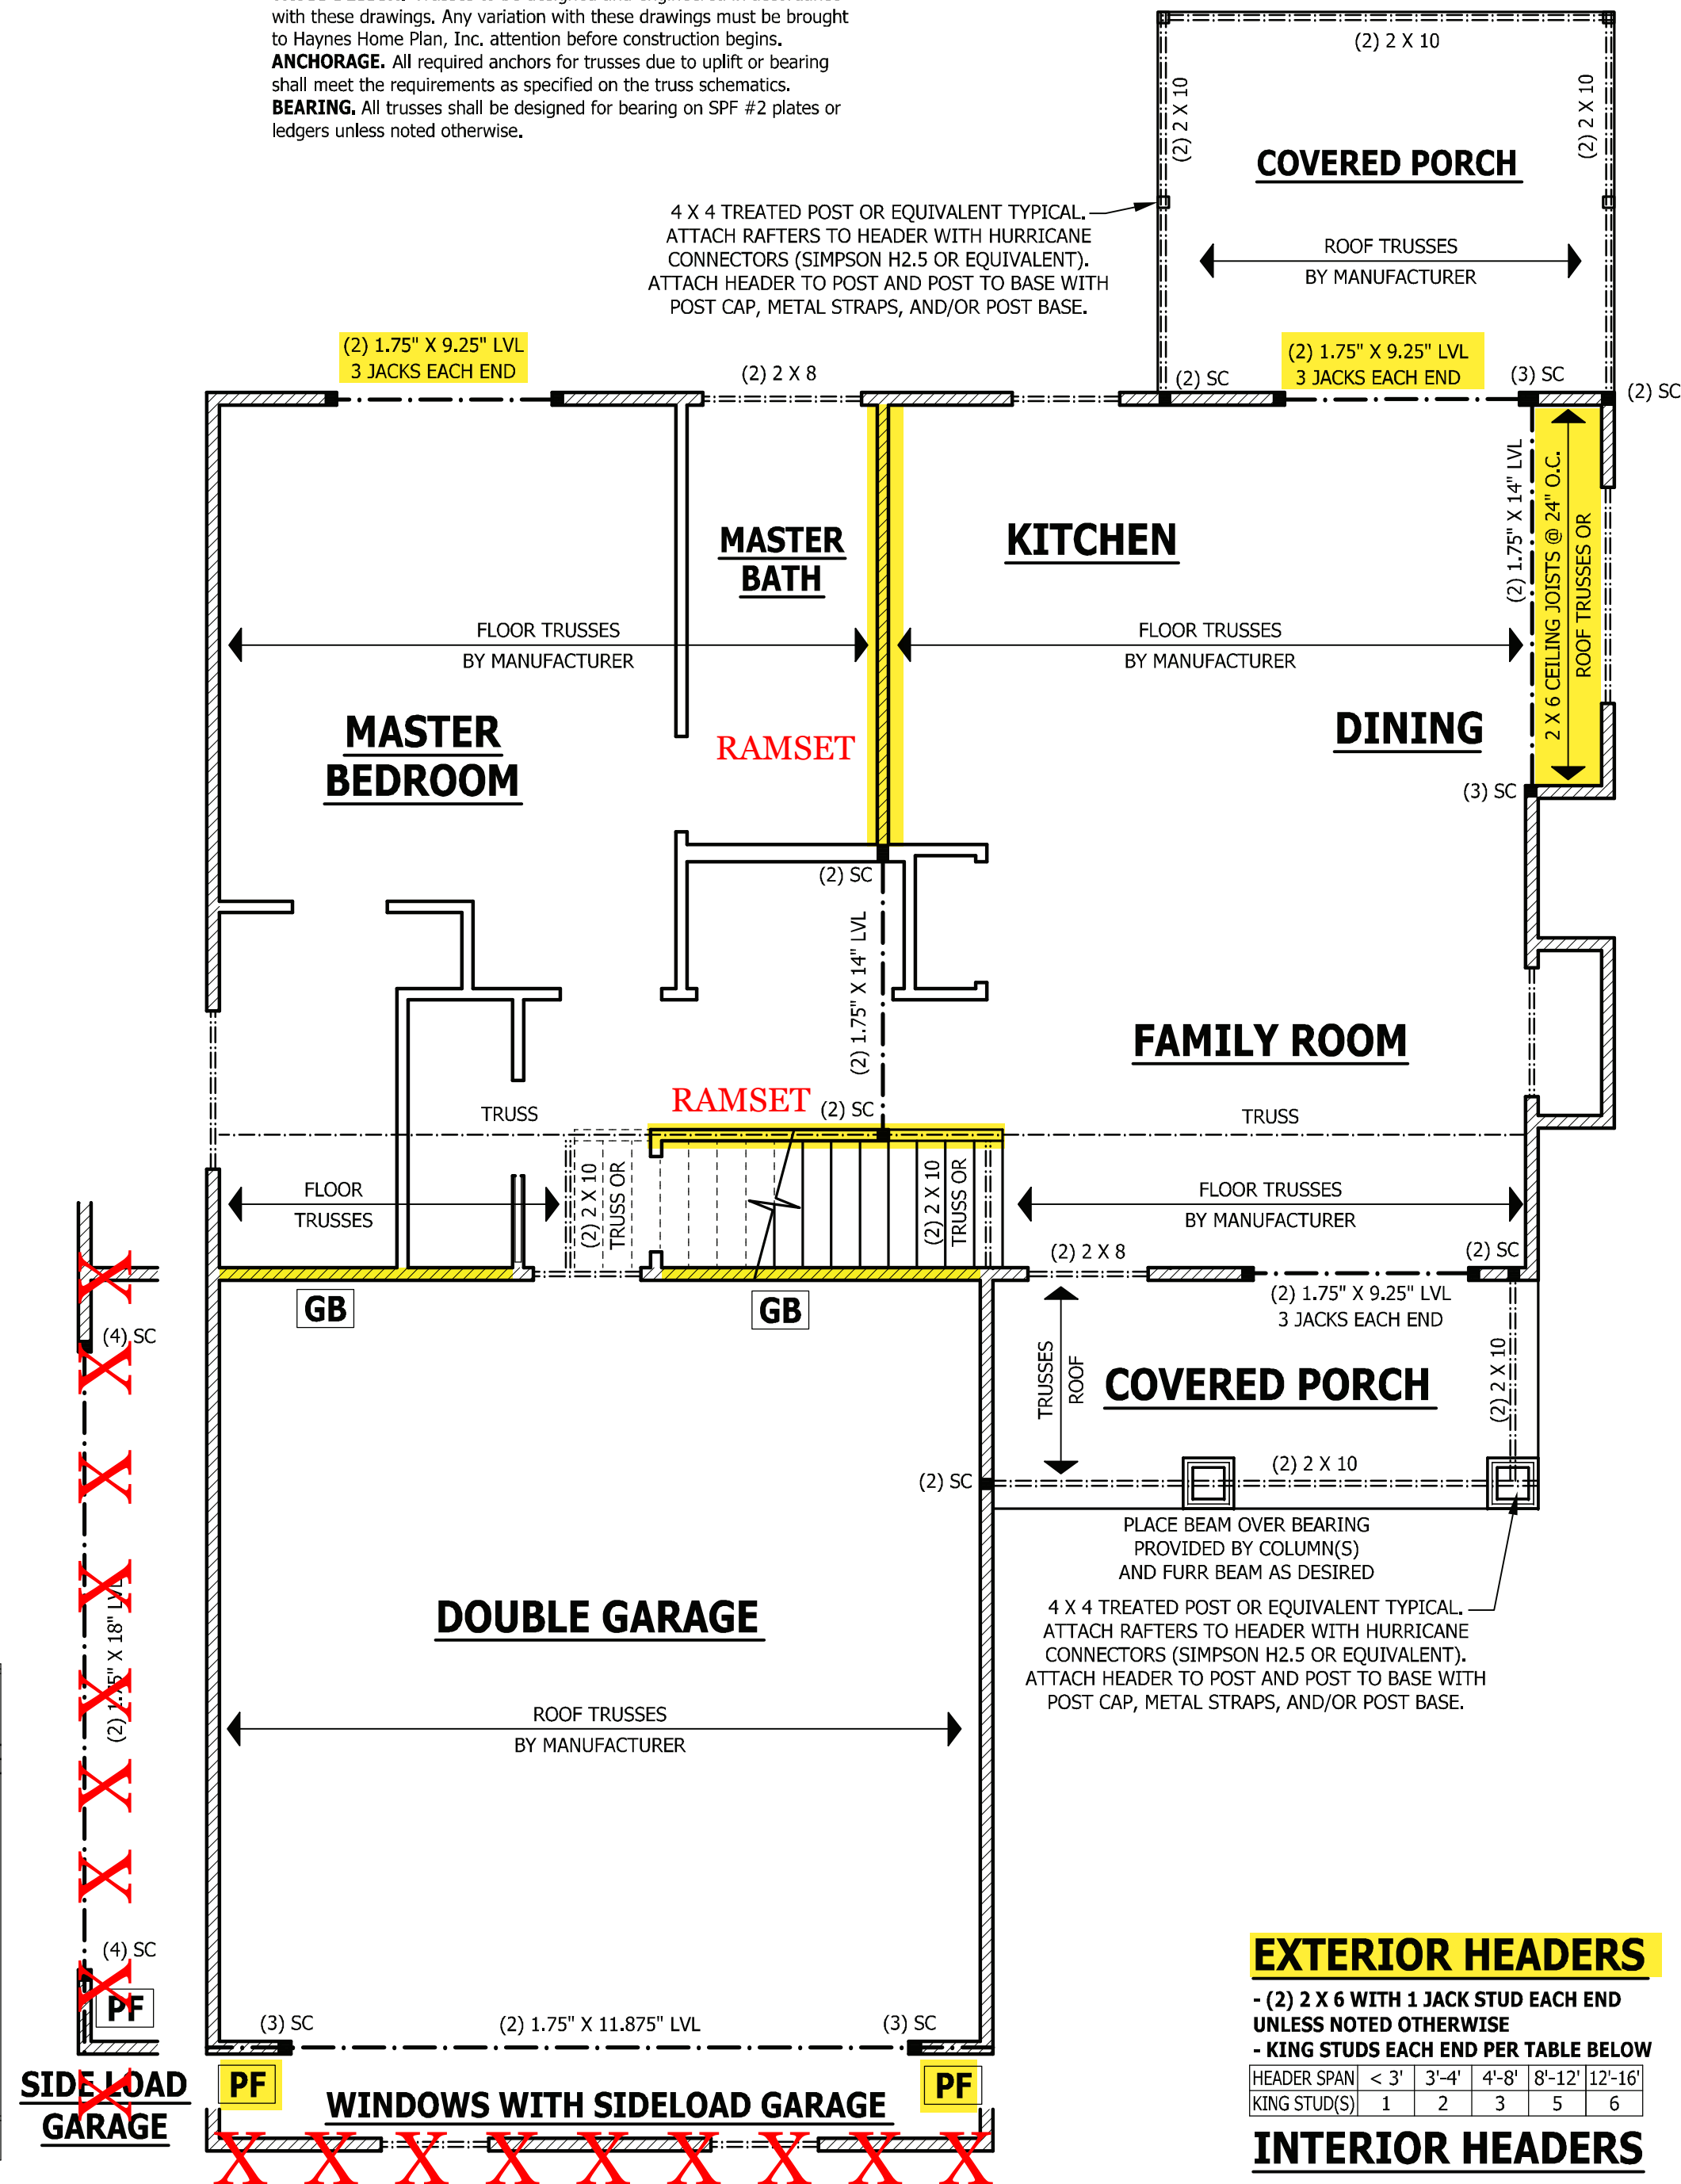 with these drawings. Any variation with these drawings must be brought
to Haynes Home Plan, Inc. attention before construction begins.
ANCHORAGE. All required anchors for trusses due to uplift or bearing
shall meet the requirements as specified on the truss schematics.
BEARING. All trusses shall be designed for bearing on SPF #2 plates or
ledgers unless noted otherwise.
(2) 2 X 10
(2) 2 X 10
(2) 2 X 10
COVERED PORCH
4 X 4 TREATED POST OR EQUIVALENT TYPICAL.
ATTACH RAFTERS TO HEADER WITH HURRICANE
CONNECTORS (SIMPSON H2.5 OR EQUIVALENT).
ATTACH HEADER TO POST AND POST TO BASE WITH
POST CAP, METAL STRAPS, AND/OR POST BASE.
ROOF TRUSSES
BY MANUFACTURER
(2) 1.75" X 9.25" LVL
3 JACKS EACH END
(2) 2 X 8
(2) SC
(2) 1.75" X 9.25" LVL
3 JACKS EACH END
(3) SC
(2) SC
(2) 1.75" X 14" LVL
2 X 6 CEILING JOISTS @ 24" O.C.
ROOF TRUSSES OR
MASTER
BATH
KITCHEN
FLOOR TRUSSES
BY MANUFACTURER
FLOOR TRUSSES
BY MANUFACTURER
MASTER
BEDROOM
RAMSET
DINING
(3) SC
(2) SC
(2) 1.75" X 14" LVL
FAMILY ROOM
RAMSET
(2) SC
TRUSS
TRUSS
FLOOR
TRUSSES
(2) 2 X 10
TRUSS OR
(2) 2 X 10
TRUSS OR
FLOOR TRUSSES
BY MANUFACTURER
(2) 2 X 8
(2) SC
GB
GB
(2) 1.75" X 9.25" LVL
3 JACKS EACH END
TRUSSES
ROOF
COVERED PORCH
(2) 2 X 10
(2) SC
(2) 2 X 10
PLACE BEAM OVER BEARING
PROVIDED BY COLUMN(S)
AND FURR BEAM AS DESIRED
4 X 4 TREATED POST OR EQUIVALENT TYPICAL.
ATTACH RAFTERS TO HEADER WITH HURRICANE
CONNECTORS (SIMPSON H2.5 OR EQUIVALENT).
ATTACH HEADER TO POST AND POST TO BASE WITH
POST CAP, METAL STRAPS, AND/OR POST BASE.
DOUBLE GARAGE
ROOF TRUSSES
BY MANUFACTURER
X
(4) SC
X
X
X
(2) 1.75" X 18" LVL
X
X
X
(4) SC
X
PF
X
SIDE LOAD
GARAGE
(3) SC
(2) 1.75" X 11.875" LVL
(3) SC
PF
PF
WINDOWS WITH SIDELOAD GARAGE
X X X X X X X X X
EXTERIOR HEADERS
- (2) 2 X 6 WITH 1 JACK STUD EACH END
UNLESS NOTED OTHERWISE
- KING STUDS EACH END PER TABLE BELOW
HEADER SPAN < 3' 3'-4' 4'-8' 8'-12' 12'-16'
KING STUD(S) 1 2 3 5 6
INTERIOR HEADERS